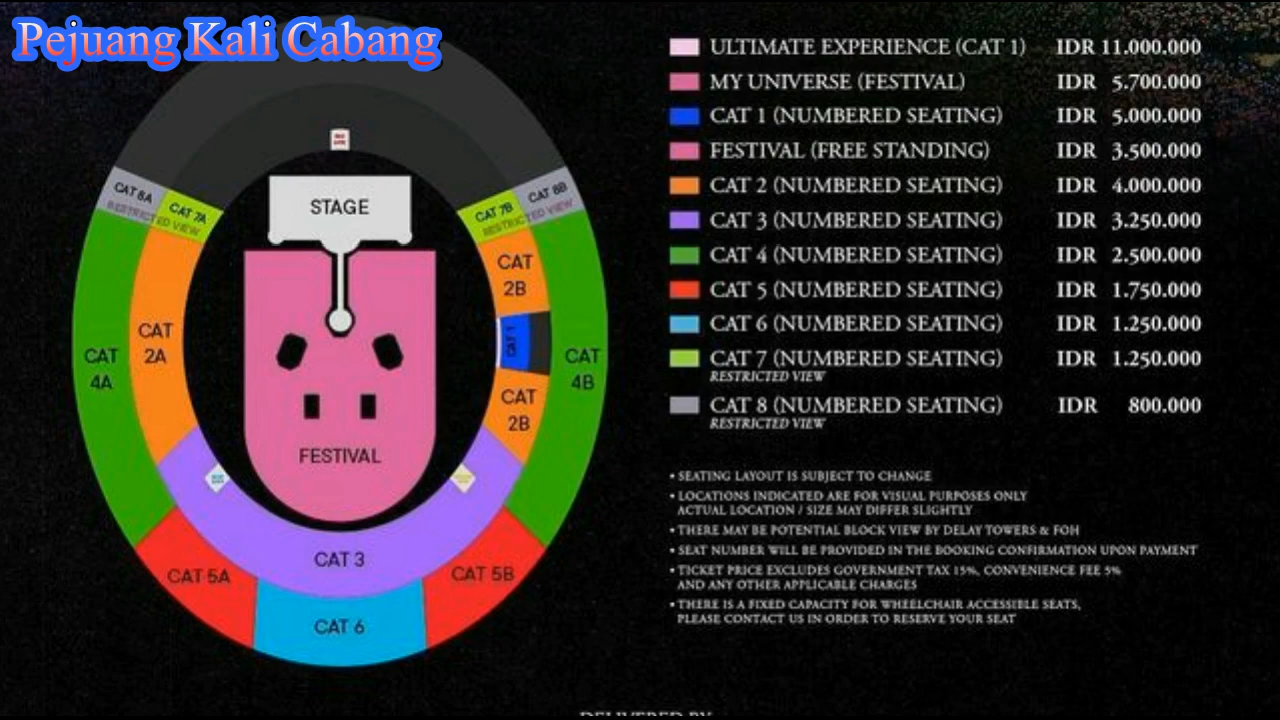 Pejuang Kali Cabang
ULTIMATE EXPERIENCE (CAT 1) IDR 11.000.000
MY UNIVERSE (FESTIVAL) IDR 5.700.000
CAT 1 (NUMBERED SEATING) IDR 5.000.000
FESTIVAL (FREE STANDING) IDR 3.500.000
CAT 2 (NUMBERED SEATING) IDR 4.000.000
CAT 3 (NUMBERED SEATING) IDR 3.250.000
CAT 4 (NUMBERED SEATING) IDR 2.500.000
CAT 5 (NUMBERED SEATING) IDR 1.750.000
CAT 6 (NUMBERED SEATING) IDR 1.250.000
CAT 7 (NUMBERED SEATING) IDR 1.250.000
RESTRICTED VIEW
CAT 8 (NUMBERED SEATING) IDR 800.000
RESTRICTED VIEW
• SEATING LAYOUT IS SUBJECT TO CHANGE
• LOCATIONS INDICATED ARE FOR VISUAL PURPOSES ONLY
ACTUAL LOCATION / SIZE MAY DIFFER SLIGHTLY
• THERE MAY BE POTENTIAL BLOCK VIEW BY DELAY TOWERS & FOH
• SEAT NUMBER WILL BE PROVIDED IN THE BOOKING CONFIRMATION UPON PAYMENT
• TICKET PRICE EXCLUDES GOVERNMENT TAX 15%, CONVENIENCE FEE 5%
AND ANY OTHER APPLICABLE CHARGES
• THERE IS A FIXED CAPACITY FOR WHEELCHAIR ACCESSIBLE SEATS,
PLEASE CONTACT US IN ORDER TO RESERVE YOUR SEAT
CAT 8A
RESTRICTED VIEW
CAT 7A
STAGE
CAT 7B
CAT 8B
RESTRICTED VIEW
CAT
2B
CAT 1
CAT
2A
CAT
4A
CAT
4B
CAT
2B
FESTIVAL
CAT 3
CAT 5A
CAT 5B
CAT 6
DELIVERED BY